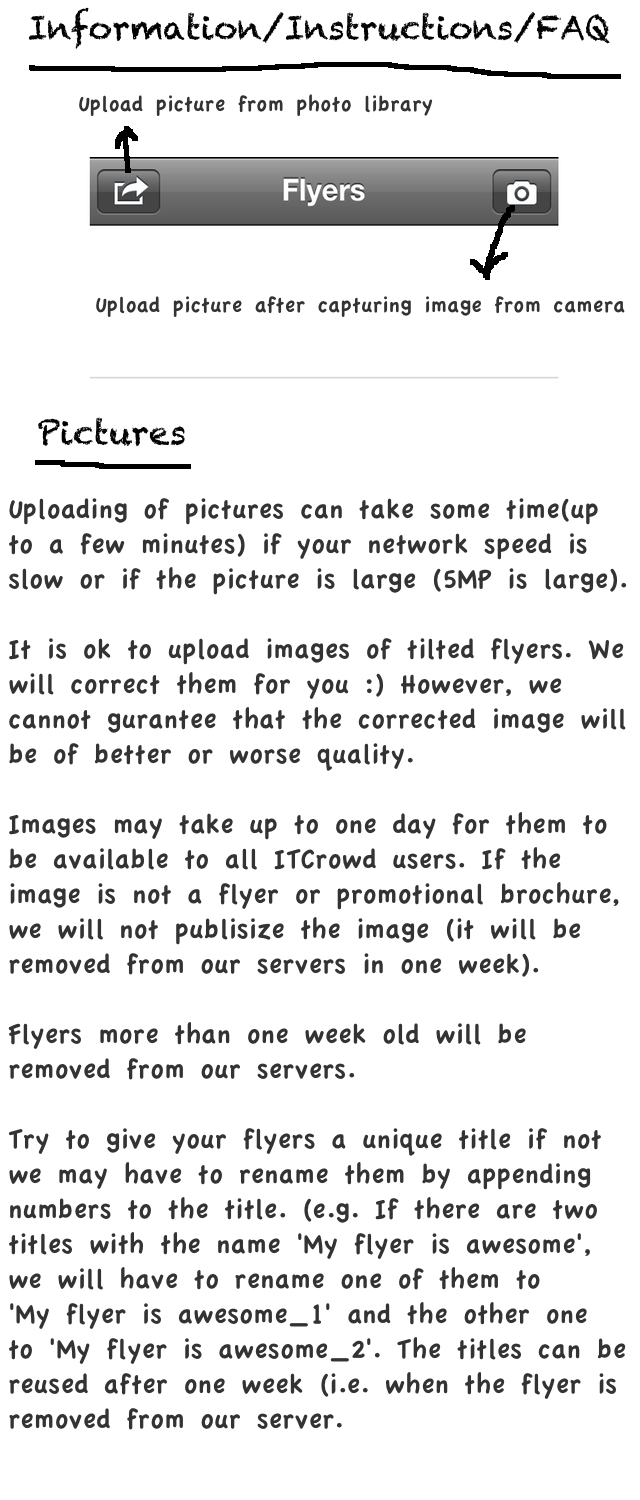 Information/Instructions/FAQ
Upload picture from photo library
Flyers
Upload picture after capturing image from camera
Pictures
Uploading of pictures can take some time(up
to a few minutes) if your network speed is
slow or if the picture is large (5MP is large).
It is ok to upload images of tilted flyers. We
will correct them for you :) However, we
cannot gurantee that the corrected image will
be of better or worse quality.
Images may take up to one day for them to
be available to all ITCrowd users. If the
image is not a flyer or promotional brochure,
we will not publisize the image (it will be
removed from our servers in one week).
Flyers more than one week old will be
removed from our servers.
Try to give your flyers a unique title if not
we may have to rename them by appending
numbers to the title. (e.g. If there are two
titles with the name 'My flyer is awesome',
we will have to rename one of them to
'My flyer is awesome_1' and the other one
to 'My flyer is awesome_2'. The titles can be
reused after one week (i.e. when the flyer is
removed from our server.